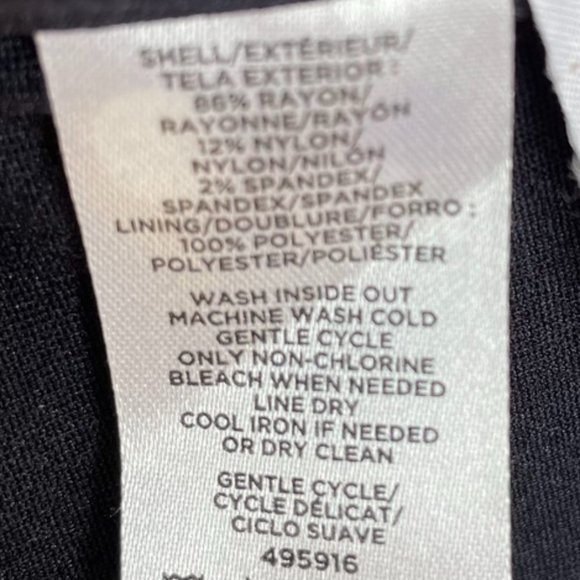 SHELL/EXTÉRIEUR/
TELA EXTERIOR :
86% RAYON/
RAYONNE/RAYÓN
12% NYLON/
NYLON/NILÓN
2% SPANDEX/
SPANDEX/SPANDEX
LINING/DOUBLURE/FORRO :
100% POLYESTER/
POLYESTER/POLIÉSTER
WASH INSIDE OUT
MACHINE WASH COLD
GENTLE CYCLE
ONLY NON-CHLORINE
BLEACH WHEN NEEDED
LINE DRY
COOL IRON IF NEEDED
OR DRY CLEAN
GENTLE CYCLE/
CYCLE DÉLICAT/
CICLO SUAVE
495916